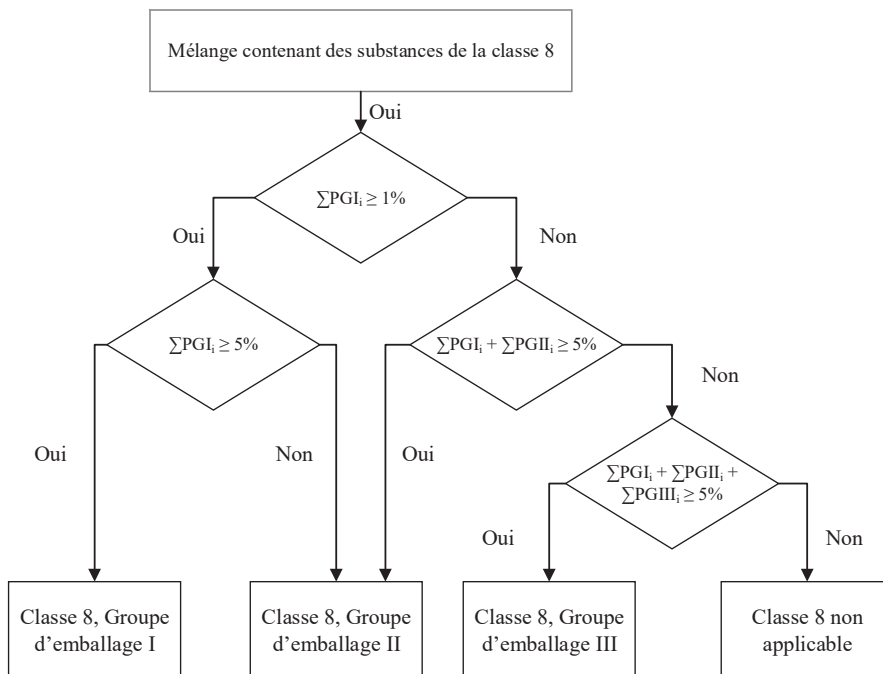 Mélange contenant des substances de la classe 8
Oui
∑PGIᵢ ≥ 1%
Oui
Non
∑PGIᵢ ≥ 5%
∑PGIᵢ + ∑PGIIᵢ ≥ 5%
Non
Oui
Non
Oui
∑PGIᵢ + ∑PGIIᵢ +
∑PGIIIᵢ ≥ 5%
Oui
Non
Classe 8, Groupe
d’emballage I
Classe 8, Groupe
d’emballage II
Classe 8, Groupe
d’emballage III
Classe 8 non
applicable